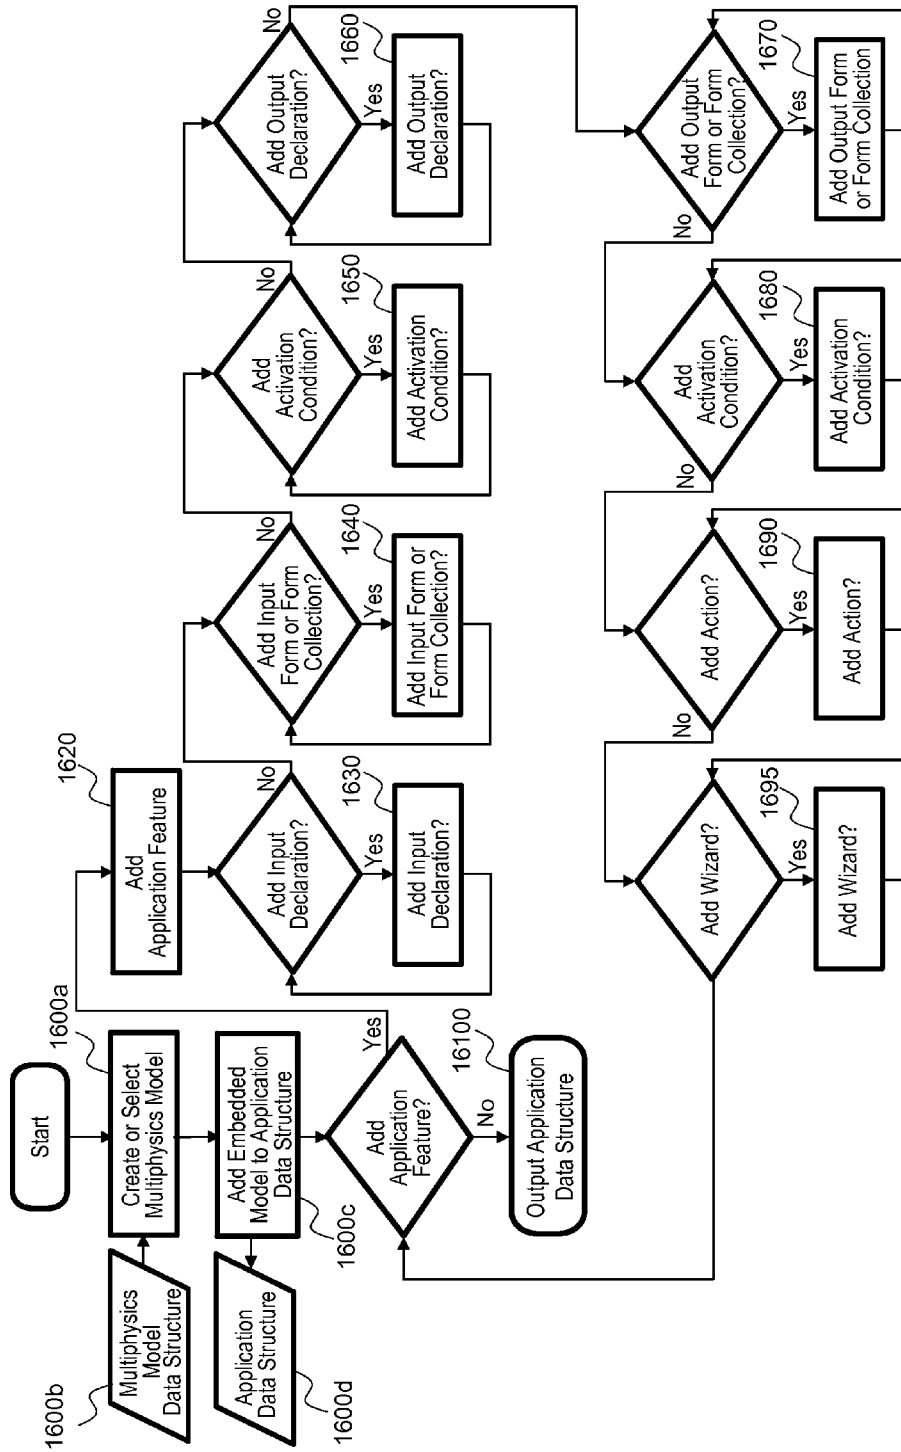 Start
1600a
Create or Select
Multiphysics Model
1600b
Multiphysics
Model
Data Structure
Add Embedded
Model to Application
Data Structure
1600c
Application
Data Structure
1600d
Add
Application
Feature?
Yes
No
16100
Output Application
Data Structure
1620
Add
Application Feature
Add Input
Declaration?
No
Yes
1630
Add Input
Declaration?
Add Input
Form or Form
Collection?
No
Yes
1640
Add Input Form or
Form Collection?
Add
Activation
Condition?
No
Yes
1650
Add Activation
Condition?
Add Output
Declaration?
No
Yes
1660
Add Output
Declaration?
Add Output
Form or Form
Collection?
No
Yes
1670
Add Output Form
or Form Collection
Add
Activation
Condition?
No
Yes
1680
Add Activation
Condition?
Add Action?
No
Yes
1690
Add Action?
Add Wizard?
Yes
1695
Add Wizard?